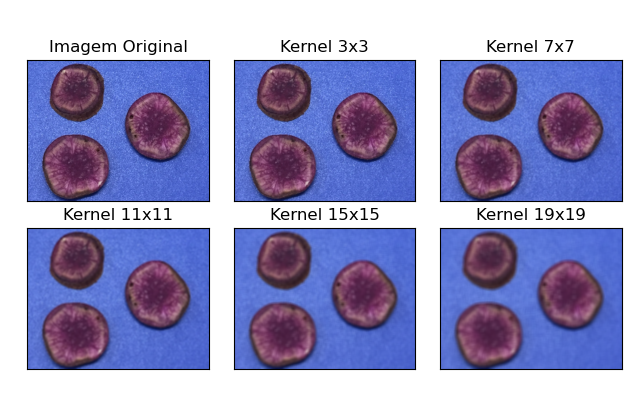 Imagem Original
Kernel 3x3
Kernel 7x7
Kernel 11x11
Kernel 15x15
Kernel 19x19